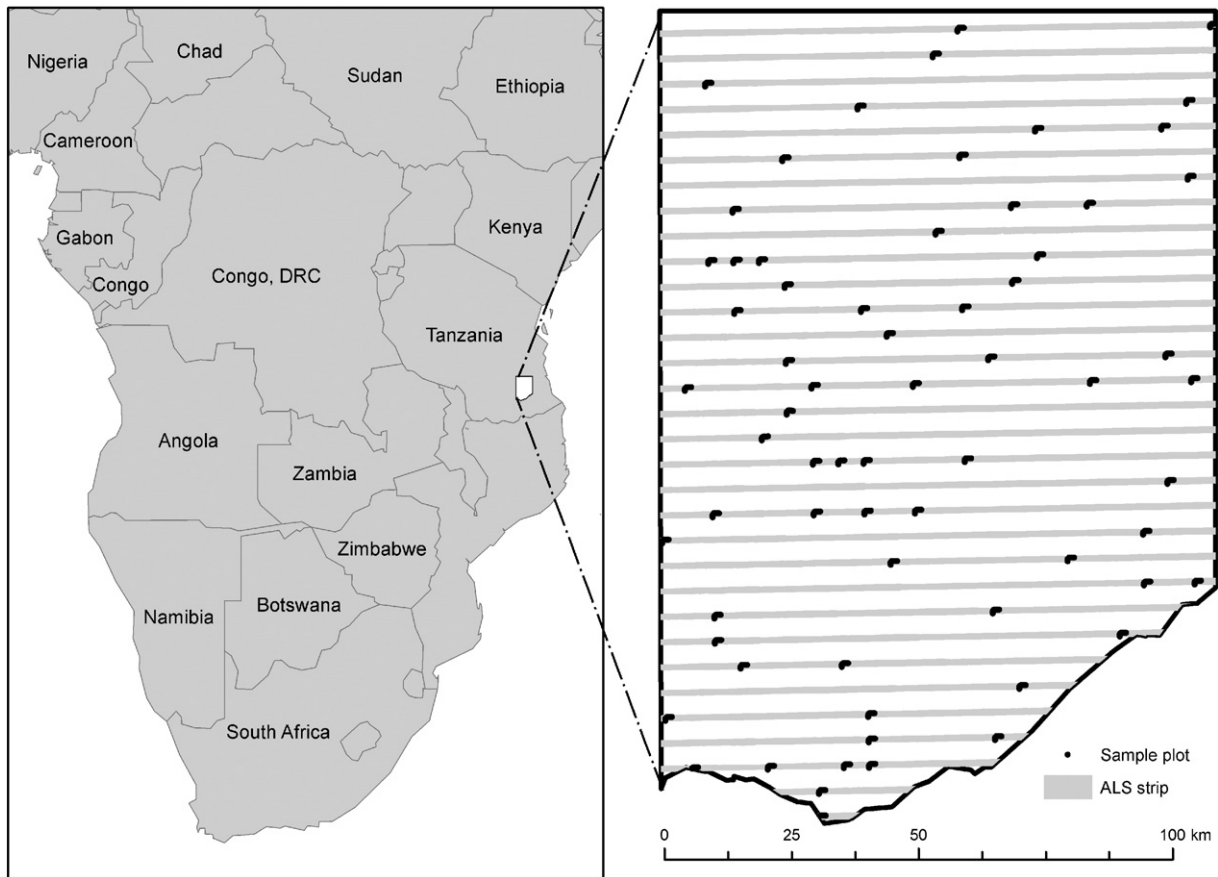 Chad
Nigeria
Sudan
Ethiopia
Cameroon
Kenya
Gabon
Congo
Congo, DRC
Tanzania
Angola
Zambia
Zimbabwe
Namibia
Botswana
South Africa
Sample plot
ALS strip
0 25 50 100 km